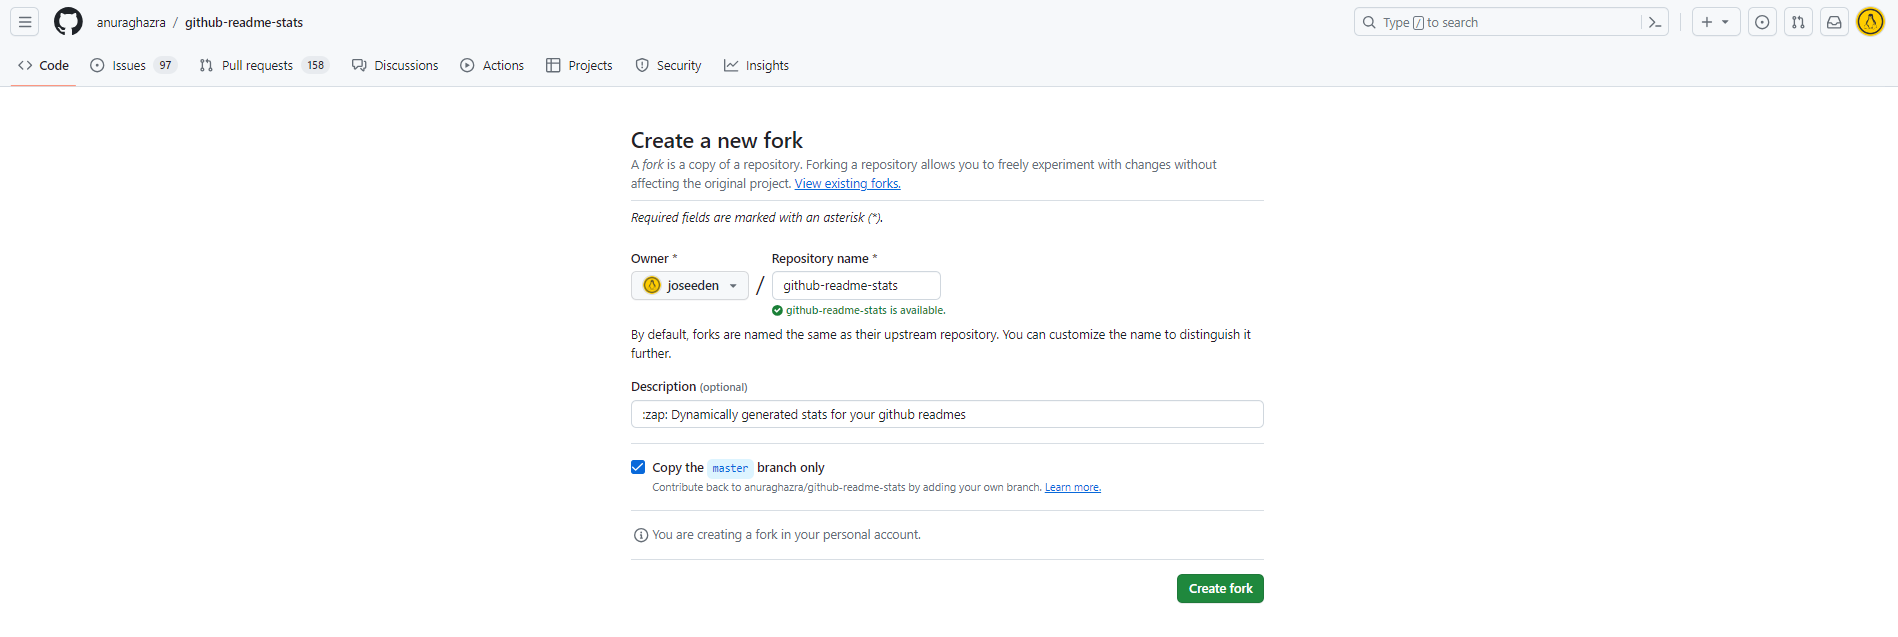 anuraghazra / github-readme-stats
Type / to search
Code Issues 97 Pull requests 158 Discussions Actions Projects Security Insights
Create a new fork
A fork is a copy of a repository. Forking a repository allows you to freely experiment with changes without
affecting the original project. View existing forks.
Required fields are marked with an asterisk (*).
Owner * Repository name *
joseeden / github-readme-stats
github-readme-stats is available.
By default, forks are named the same as their upstream repository. You can customize the name to distinguish it
further.
Description (optional)
:zap: Dynamically generated stats for your github readmes
Copy the master branch only
Contribute back to anuraghazra/github-readme-stats by adding your own branch. Learn more.
You are creating a fork in your personal account.
Create fork